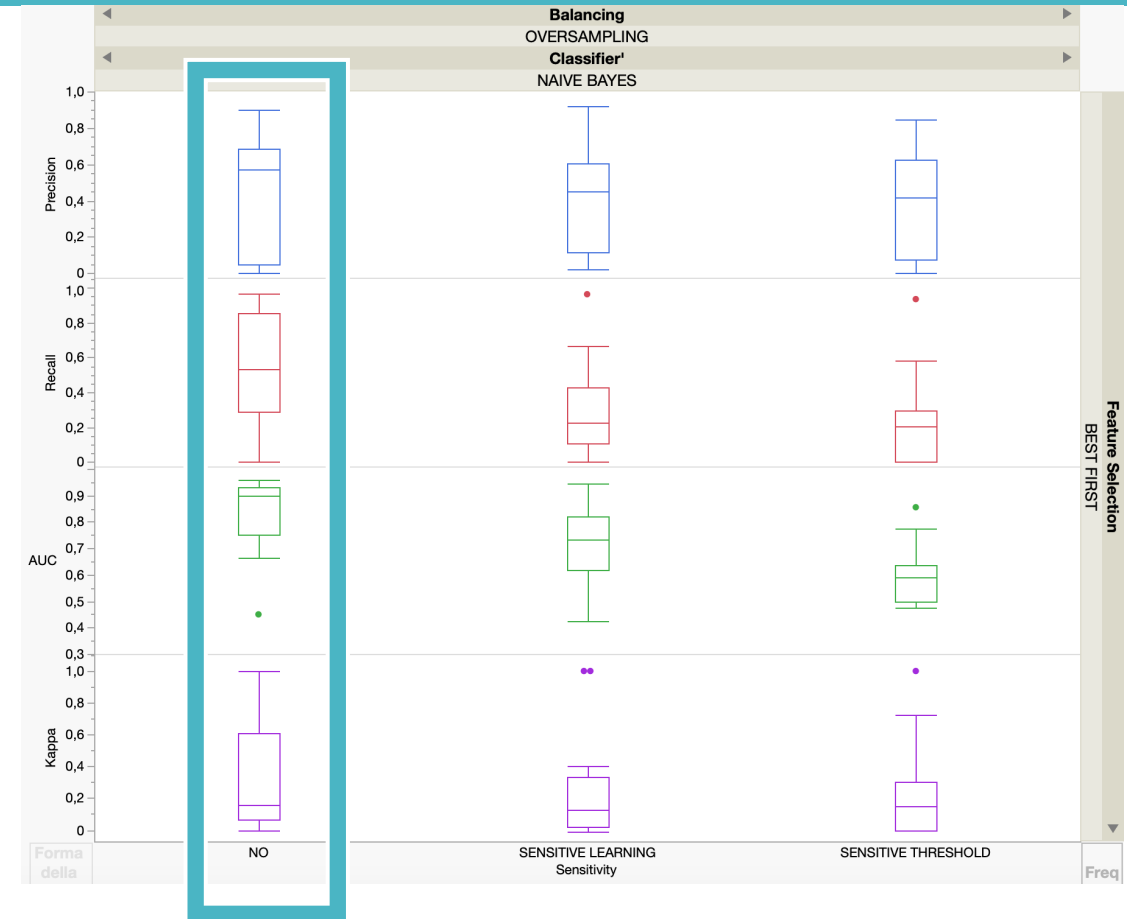 Balancing
OVERSAMPLING
Classifier'
NAIVE BAYES
Precision
1,0
0,8
0,6
0,4
0,2
0
Recall
1,0
0,8
0,6
0,4
0,2
0
AUC
0,9
0,8
0,7
0,6
0,5
0,4
0,3
Kappa
1,0
0,8
0,6
0,4
0,2
0
BEST FIRST
Feature Selection
NO
SENSITIVE LEARNING
SENSITIVE THRESHOLD
Sensitivity
Forma
della
Freq